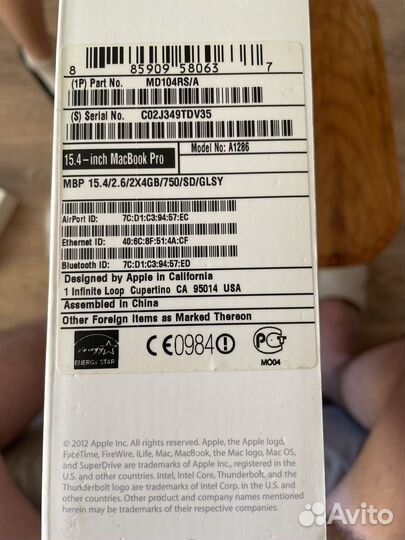 8 85909 58063 7
(1P) Part No. MD104RS/A
(S) Serial No. C02J349TDV35
15.4-inch MacBook Pro Model No: A1286
MBP 15.4/2.6/2X4GB/750/SD/GLSY
AirPort ID: 7C:D1:C3:94:57:EC
Ethernet ID: 40:6C:8F:51:4A:CF
Bluetooth ID: 7C:D1:C3:94:57:ED
Designed by Apple in California
1 Infinite Loop Cupertino CA 95014 USA
Assembled in China
Other Foreign Items as Marked Thereon
energy
ENERGY STAR
CE0984
PG
MO04
© 2012 Apple Inc. All rights reserved. Apple, the Apple logo,
FaceTime, FireWire, iLife, Mac, MacBook, the Mac logo, Mac OS,
and SuperDrive are trademarks of Apple Inc., registered in the
U.S. and other countries. Intel, Intel Core, Thunderbolt, and the
Thunderbolt logo are trademarks of Intel Corp. in the U.S. and
other countries. Other product and company names mentioned
herein may be trademarks of their respective companies.
Avito